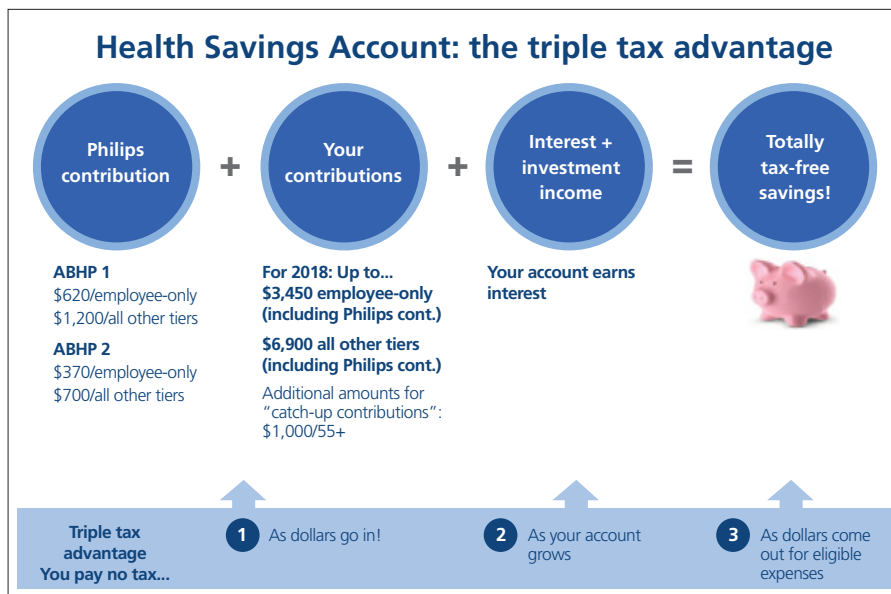 Health Savings Account: the triple tax advantage
Philips
contribution
+
Your
contributions
+
Interest +
investment
income
=
Totally
tax-free
savings!
ABHP 1
$620/employee-only
$1,200/all other tiers
ABHP 2
$370/employee-only
$700/all other tiers
For 2018: Up to...
$3,450 employee-only
(including Philips cont.)
$6,900 all other tiers
(including Philips cont.)
Additional amounts for
“catch-up contributions”:
$1,000/55+
Your account earns
interest
Triple tax
advantage
You pay no tax...
1 As dollars go in!
2 As your account
grows
3 As dollars come
out for eligible
expenses